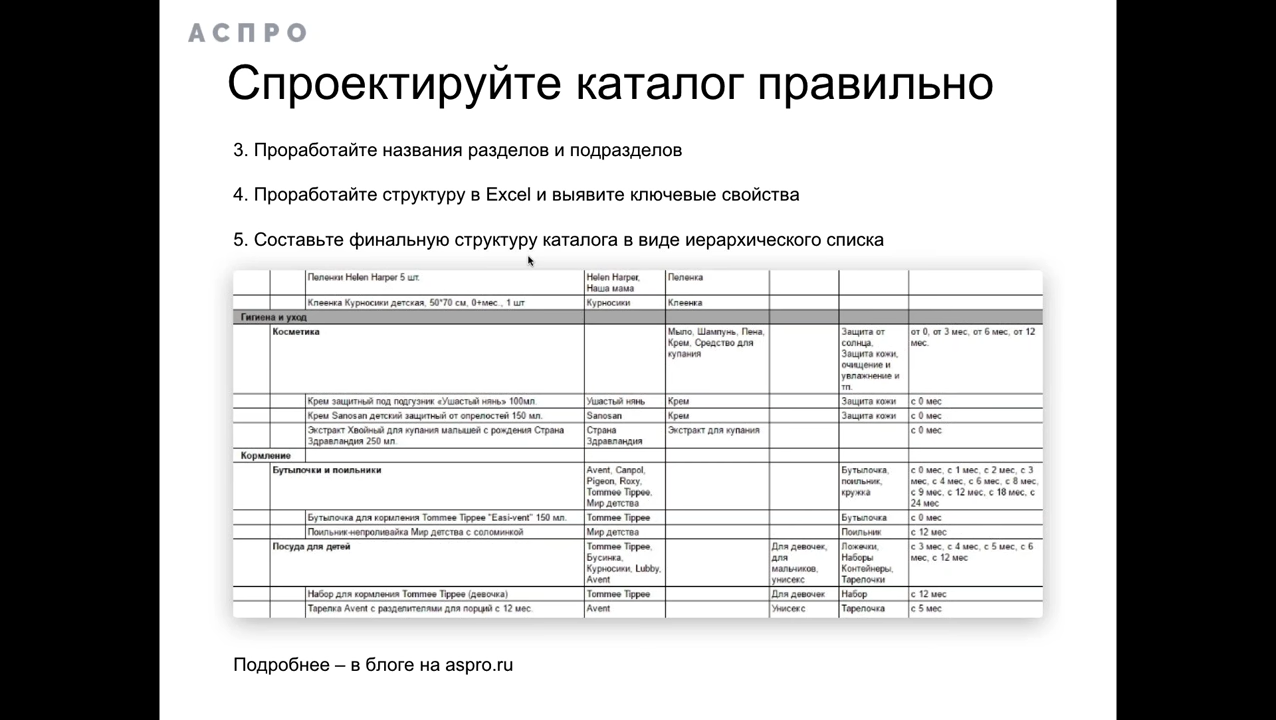 АСПРО
Спроектируйте каталог правильно
3. Проработайте названия разделов и подразделов
4. Проработайте структуру в Excel и выявите ключевые свойства
5. Составьте финальную структуру каталога в виде иерархического списка
Пеленки Helen Harper 5 шт. Helen Harper, Пеленка
Наша мама
Клеенка Курносики детская, 50*70 см, 0+мес., 1 шт Курносики Клеенка
Гигиена и уход
Косметика Мыло, Шампунь, Пена, Защита от от 0, от 3 мес, от 6 мес, от 12
Крем, Средство для солнца, мес.
купания Защита кожи,
очищение и
увлажнение и
тп.
Крем защитный под подгузник «Ушастый нянь» 100мл. Ушастый нянь Крем Защита кожи с 0 мес
Крем Sanosan детский защитный от опрелостей 150 мл. Sanosan Крем Защита кожи с 0 мес
Экстракт Хвойный для купания малышей с рождения Страна Страна Экстракт для купания с 0 мес
Здравландия 250 мл. Здравландия
Кормление
Бутылочки и поильники Avent, Canpol, Бутылочка, с 0 мес, с 1 мес, с 2 мес, с 3
Pigeon, Roxy, поильник, мес, с 4 мес, с 6 мес, с 8 мес,
Tommee Tippee, кружка с 9 мес, с 12 мес, с 18 мес, с
Мир детства 24 мес
Бутылочка для кормления Tommee Tippee "Easi-vent" 150 мл. Tommee Tippee Бутылочка с 0 мес
Поильник-непроливайка Мир детства с соломинкой Мир детства Поильник с 12 мес
Посуда для детей Tommee Tippee, Для девочек, Ложечки, с 3 мес, с 4 мес, с 5 мес, с 6
Бусинка, для Наборы мес, с 12 мес
Курносики, Lubby, мальчиков, Контейнеры,
Avent унисекс Тарелочки
Набор для кормления Tommee Tippee (девочка) Tommee Tippee Для девочек Набор с 12 мес
Тарелка Avent с разделителями для порций с 12 мес. Avent Унисекс Тарелочка с 5 мес
Подробнее – в блоге на aspro.ru